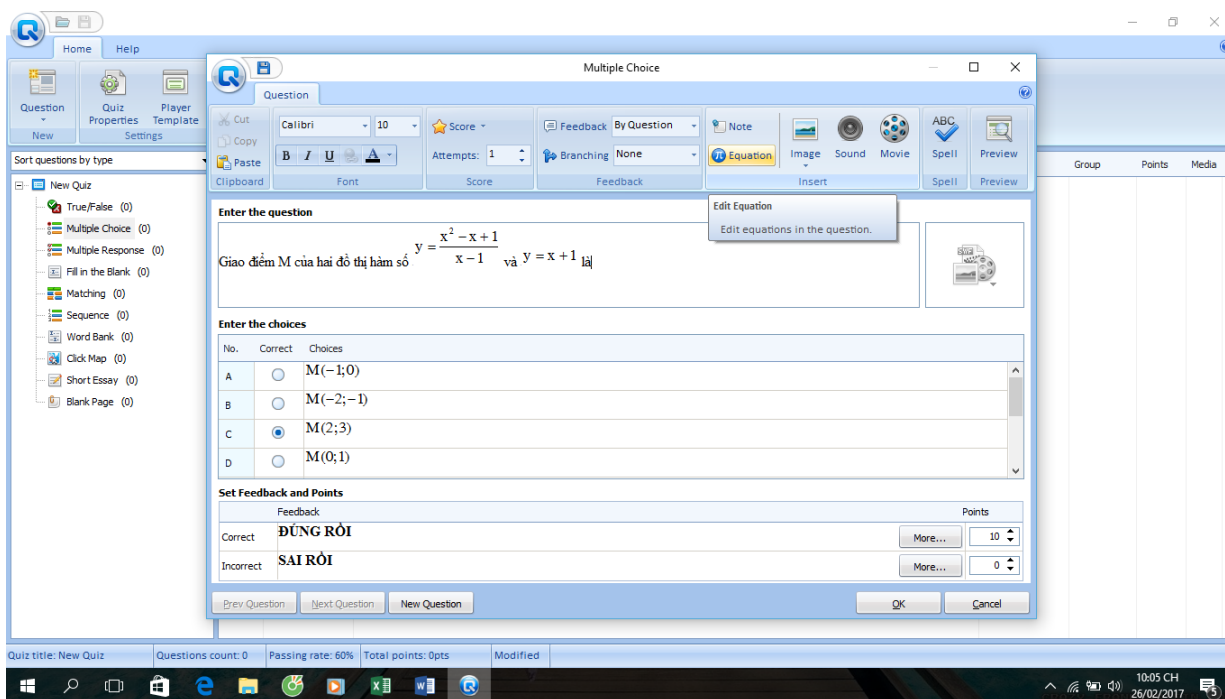 Home Help
Multiple Choice
Question
Question
Quiz Properties
Player Template
New
Settings
Cut
Copy
Paste
Clipboard
Calibri 10
B I U A
Font
Score
Attempts: 1
Score
Feedback By Question
Branching None
Feedback
Note
Equation
Image Sound Movie
Insert
ABC
Spell
Spell
Preview
Preview
Sort questions by type
Group Points Media
New Quiz
True/False (0)
Multiple Choice (0)
Multiple Response (0)
Fill in the Blank (0)
Matching (0)
Sequence (0)
Word Bank (0)
Click Map (0)
Short Essay (0)
Blank Page (0)
Edit Equation
Edit equations in the question.
Enter the question
Giao điểm M của hai đồ thị hàm số y = (x² − x + 1)/(x − 1) và y = x + 1 là
Enter the choices
No. Correct Choices
A M(−1;0)
B M(−2;−1)
C M(2;3)
D M(0;1)
Set Feedback and Points
Feedback Points
Correct ĐÚNG RỒI More... 10
Incorrect SAI RỒI More... 0
Prev Question Next Question New Question OK Cancel
Quiz title: New Quiz Questions count: 0 Passing rate: 60% Total points: 0pts Modified
10:05 CH
26/02/2017